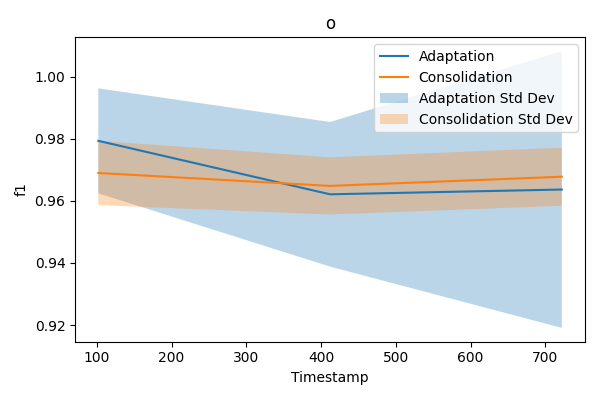 o
Adaptation
Consolidation
Adaptation Std Dev
Consolidation Std Dev
1.00
0.98
0.96
0.94
0.92
f1
100 200 300 400 500 600 700
Timestamp